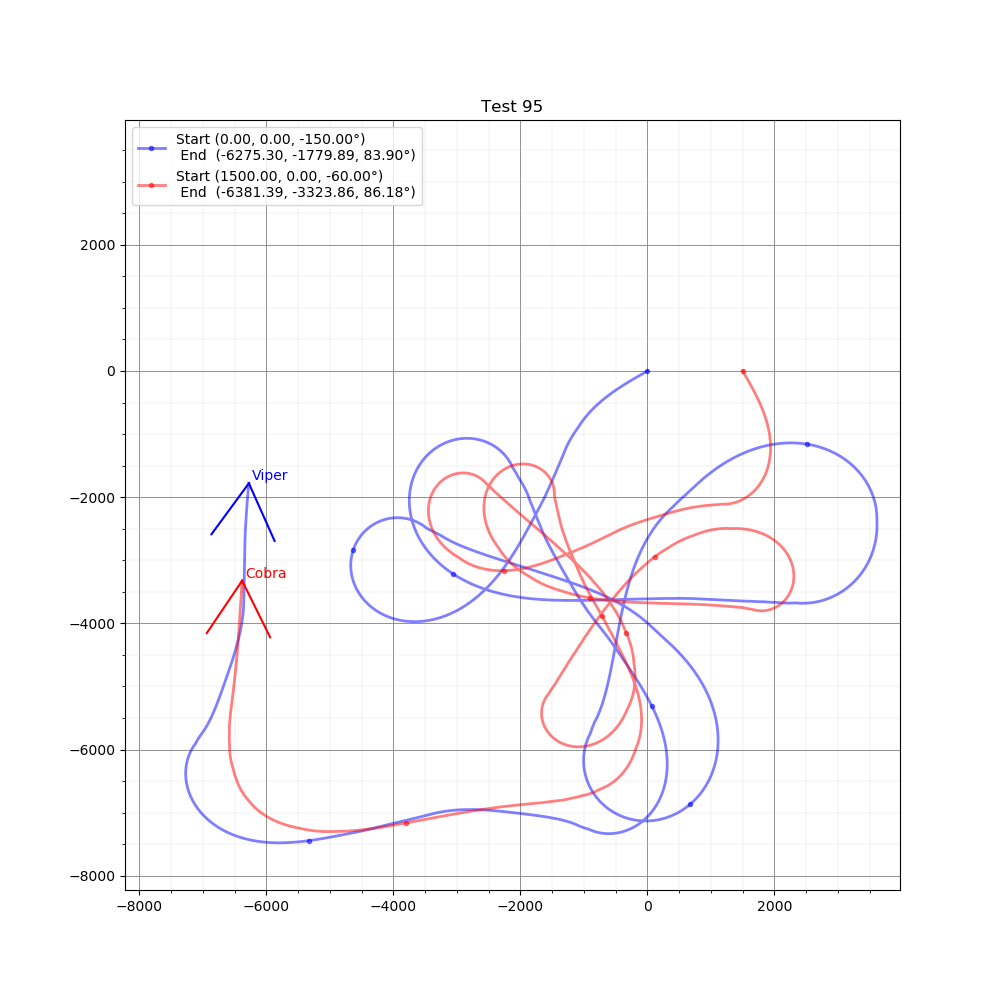 Test 95
Start (0.00, 0.00, -150.00°)
End (-6275.30, -1779.89, 83.90°)
Start (1500.00, 0.00, -60.00°)
End (-6381.39, -3323.86, 86.18°)
2000
0
−2000
−4000
−6000
−8000
Viper
Cobra
−8000 −6000 −4000 −2000 0 2000